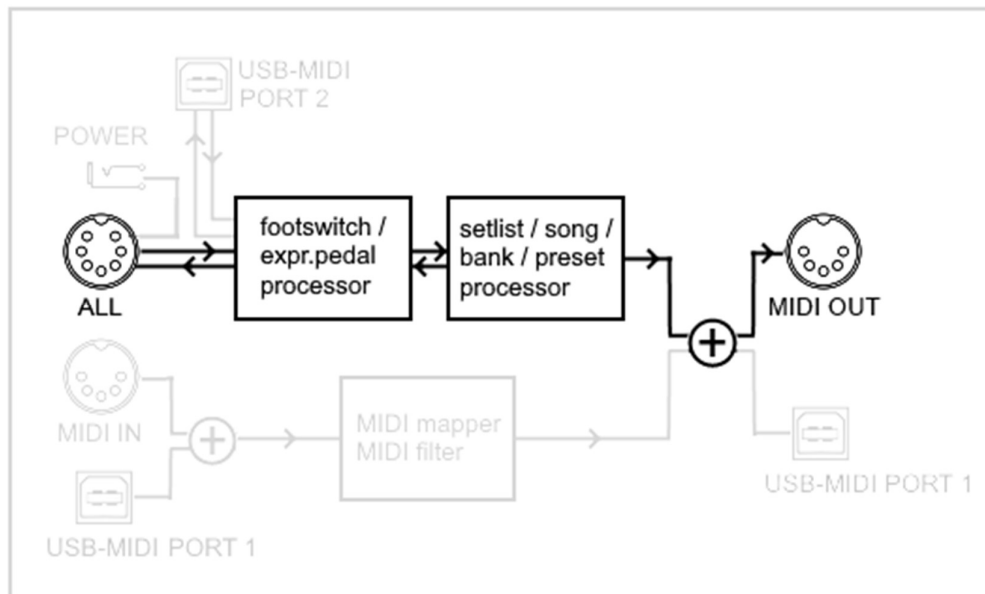 USB-MIDI
PORT 2
POWER
footswitch /
expr.pedal
processor
setlist / song /
bank / preset
processor
ALL
MIDI OUT
MIDI IN
MIDI mapper
MIDI filter
USB-MIDI PORT 1
USB-MIDI PORT 1